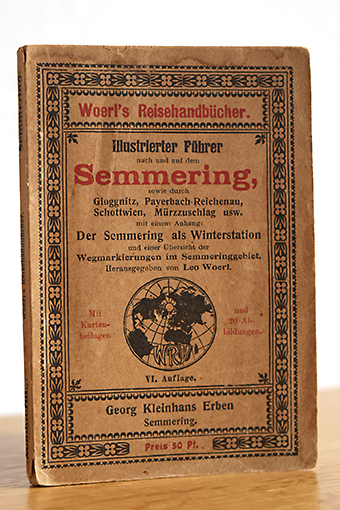 Woerl's Reisehandbücher.
Illustrierter Führer
nach und auf dem
Semmering,
sowie durch
Gloggnitz, Payerbach-Reichenau,
Schottwien, Mürzzuschlag usw.
mit einem Anhang:
Der Semmering als Winterstation
und einer Übersicht der
Wegmarkierungen im Semmeringgebiet.
Herausgegeben von Leo Woerl.
Mit
Karten-
beilagen
und
20 Ab-
bildungen.
WRV
VI. Auflage.
Georg Kleinhans Erben
Semmering.
Preis 50 Pf.